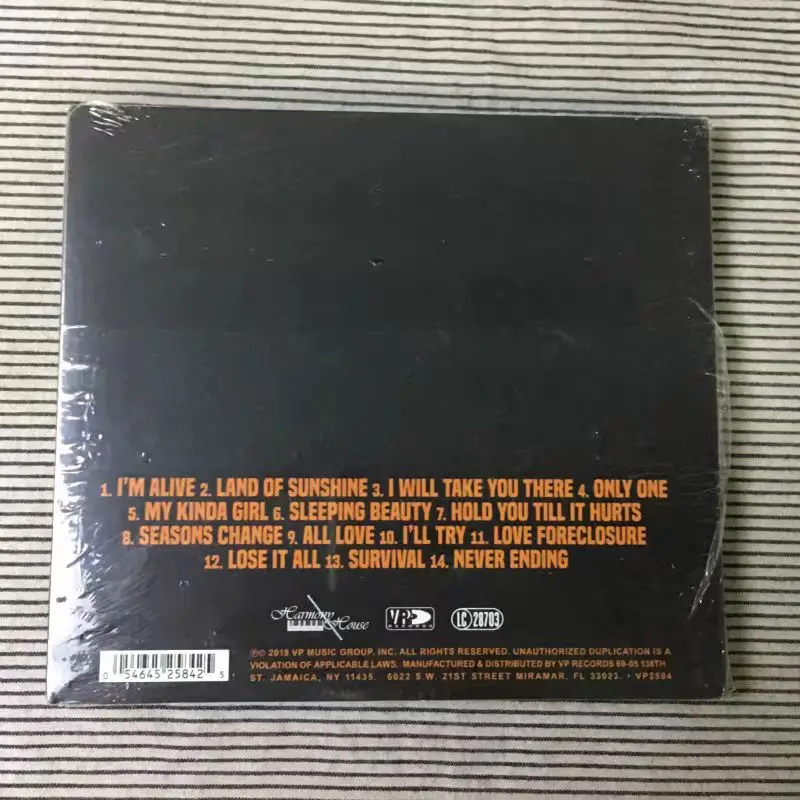 1. I'M ALIVE 2. LAND OF SUNSHINE 3. I WILL TAKE YOU THERE 4. ONLY ONE
5. MY KINDA GIRL 6. SLEEPING BEAUTY 7. HOLD YOU TILL IT HURTS
8. SEASONS CHANGE 9. ALL LOVE 10. I'LL TRY 11. LOVE FORECLOSURE
12. LOSE IT ALL 13. SURVIVAL 14. NEVER ENDING
Harmony House
VP RECORDS
LC 28703
℗© 2018 VP MUSIC GROUP, INC. ALL RIGHTS RESERVED. UNAUTHORIZED DUPLICATION IS A
VIOLATION OF APPLICABLE LAWS. MANUFACTURED & DISTRIBUTED BY VP RECORDS 89-05 138TH
ST. JAMAICA, NY 11435. 6022 S.W. 21ST STREET MIRAMAR, FL 33023. • VP2584
0 54645 25842 5